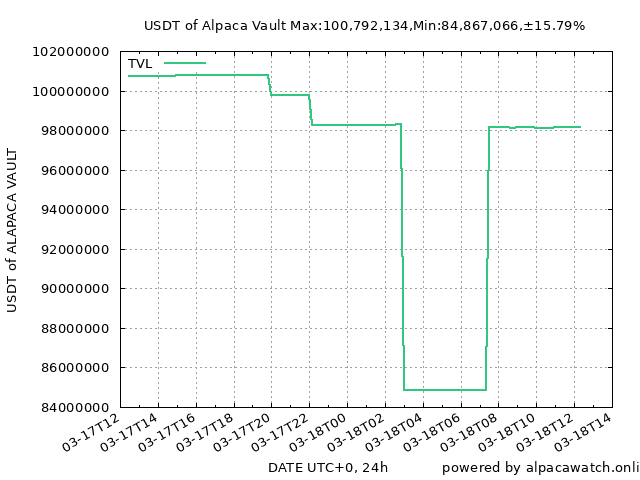 USDT of Alpaca Vault Max:100,792,134,Min:84,867,066,±15.79%
TVL
102000000
100000000
98000000
96000000
94000000
92000000
90000000
88000000
86000000
84000000
USDT of ALAPACA VAULT
03-17T12
03-17T14
03-17T16
03-17T18
03-17T20
03-17T22
03-18T00
03-18T02
03-18T04
03-18T06
03-18T08
03-18T10
03-18T12
03-18T14
DATE UTC+0, 24h
powered by alpacawatch.onli